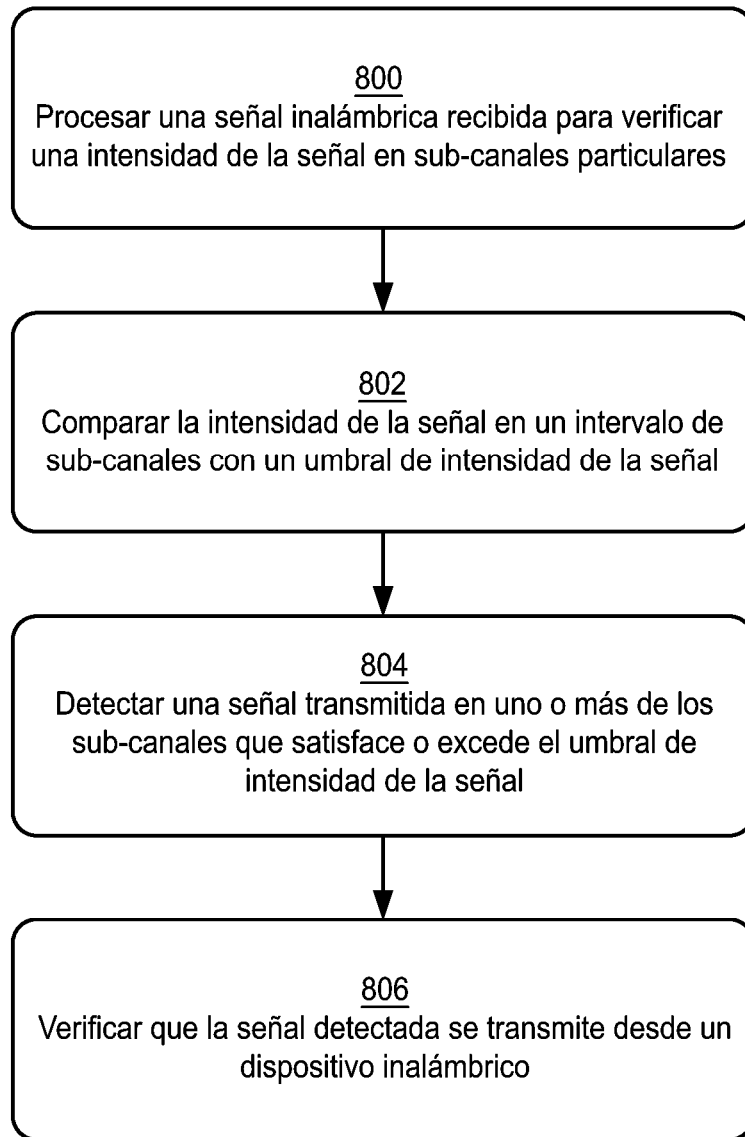 800
Procesar una señal inalámbrica recibida para verificar
una intensidad de la señal en sub-canales particulares
802
Comparar la intensidad de la señal en un intervalo de
sub-canales con un umbral de intensidad de la señal
804
Detectar una señal transmitida en uno o más de los
sub-canales que satisface o excede el umbral de
intensidad de la señal
806
Verificar que la señal detectada se transmite desde un
dispositivo inalámbrico